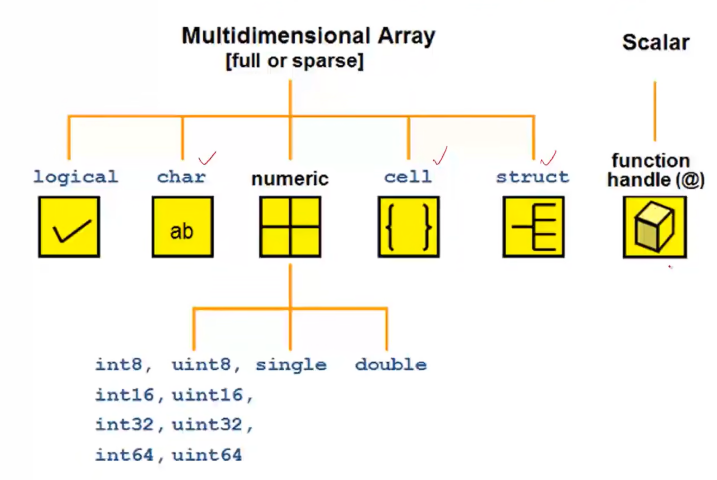 Multidimensional Array
[full or sparse]
Scalar
logical
char
numeric
cell
struct
function
handle (@)
ab
{ }
int8, uint8, single double
int16, uint16,
int32, uint32,
int64, uint64